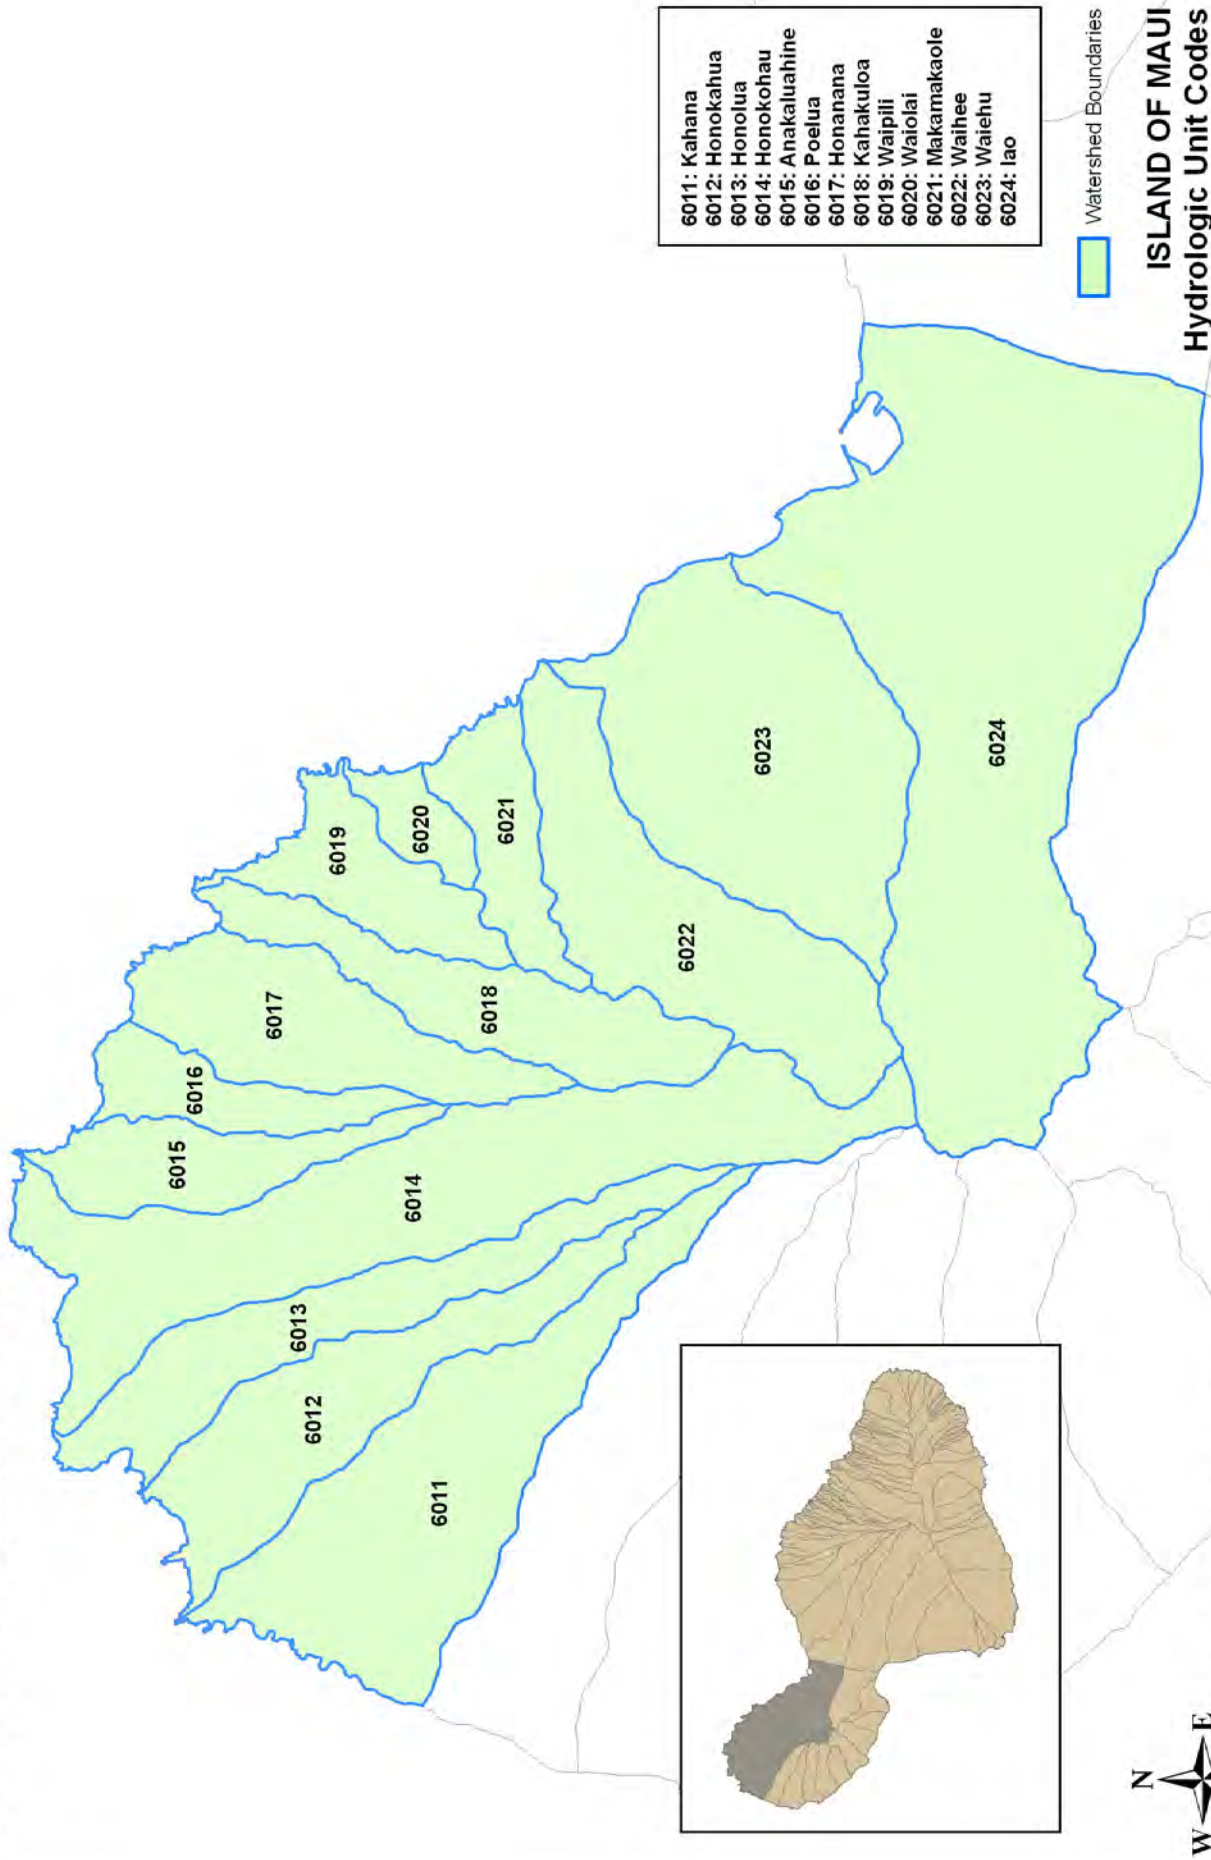 6011: Kahana
6012: Honokahua
6013: Honolua
6014: Honokohau
6015: Anakaluahine
6016: Poelua
6017: Honanana
6018: Kahakuloa
6019: Waipili
6020: Waiolai
6021: Makamakaole
6022: Waihee
6023: Waiehu
6024: Iao
Watershed Boundaries
ISLAND OF MAUI
Hydrologic Unit Codes
6011
6012
6013
6014
6015
6016
6017
6018
6019
6020
6021
6022
6023
6024
N
W
E